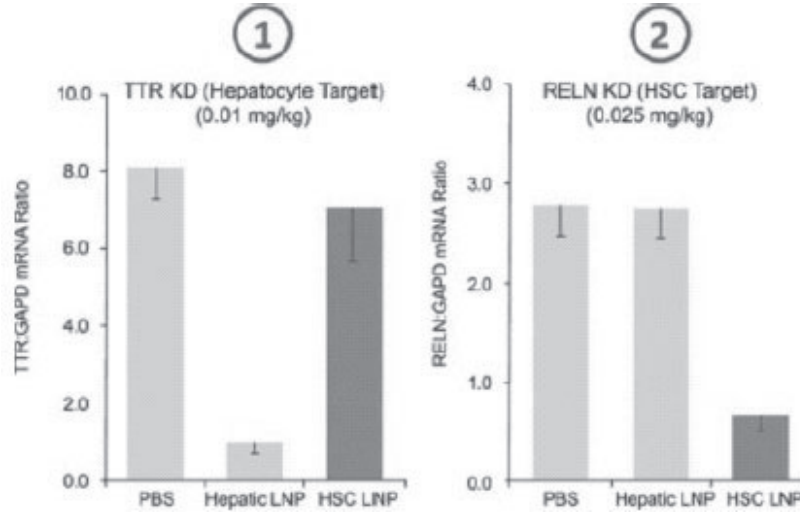 1
TTR KD (Hepatocyte Target)
(0.01 mg/kg)
TTR:GAPD mRNA Ratio
10.0
8.0
6.0
4.0
2.0
0.0
PBS
Hepatic LNP
HSC LNP
2
RELN KD (HSC Target)
(0.025 mg/kg)
RELN:GAPD mRNA Ratio
4.0
3.0
2.0
1.0
0.0
PBS
Hepatic LNP
HSC LNP